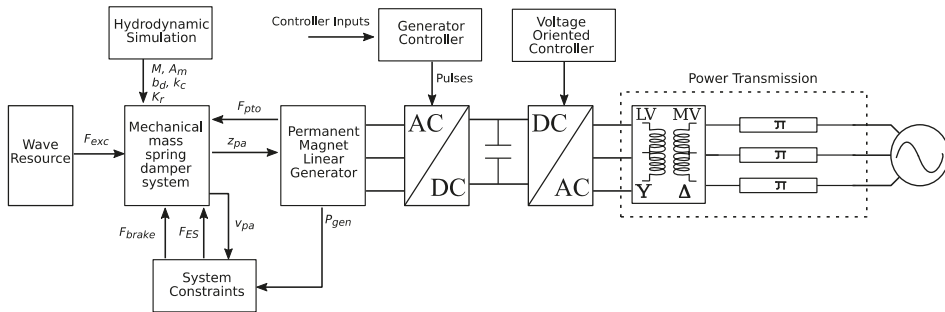 Hydrodynamic
Simulation
Controller Inputs
Generator
Controller
Voltage
Oriented
Controller
M, A_m
b_d, k_c
K_r
Pulses
Power Transmission
Wave
Resource
F_exc
Mechanical
mass
spring
damper
system
F_pto
z_pa
Permanent
Magnet
Linear
Generator
AC
DC
DC
AC
LV
MV
Y
Δ
π
π
π
F_brake
F_ES
v_pa
P_gen
System
Constraints